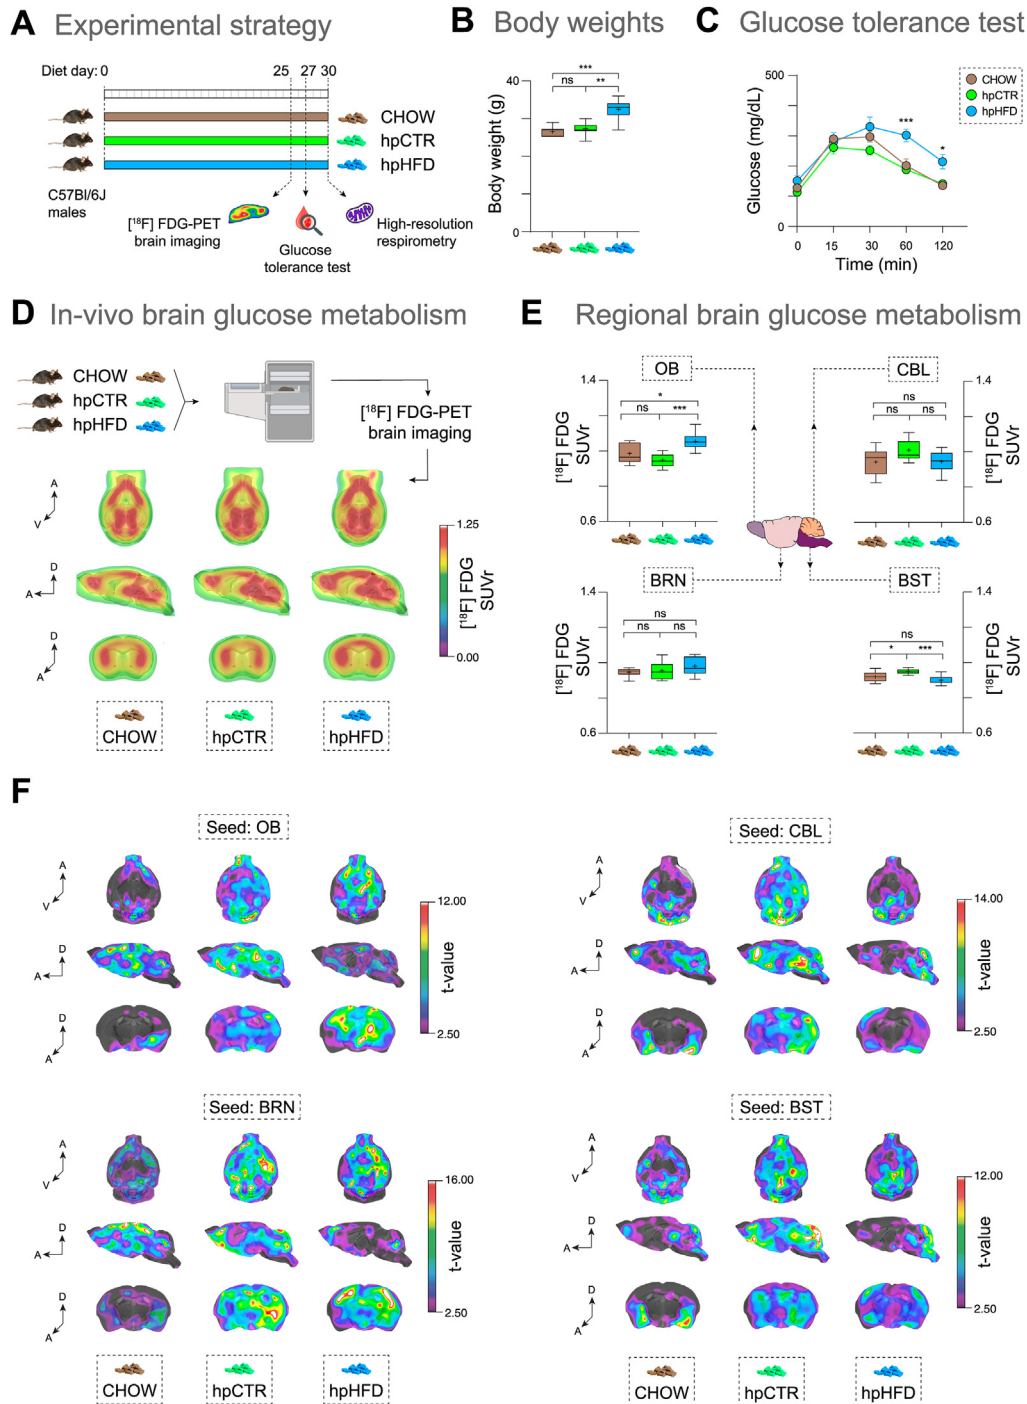 A Experimental strategy
Diet day: 0 25 27 30
CHOW
hpCTR
hpHFD
C57Bl/6J
males
[¹⁸F] FDG-PET
brain imaging
Glucose
tolerance test
High-resolution
respirometry
B Body weights
Body weight (g)
40
0
***
ns **
C Glucose tolerance test
Glucose (mg/dL)
500
0
***
*
0 15 30 60 120
Time (min)
CHOW
hpCTR
hpHFD
D In-vivo brain glucose metabolism
CHOW
hpCTR
hpHFD
[¹⁸F] FDG-PET
brain imaging
A
V
D
A
D
A
1.25
[¹⁸F] FDG
SUVr
0.00
CHOW hpCTR hpHFD
E Regional brain glucose metabolism
OB
1.4
[¹⁸F] FDG
SUVr
0.6
*
ns ***
CBL
1.4
[¹⁸F] FDG
SUVr
0.6
ns
ns ns
BRN
1.4
[¹⁸F] FDG
SUVr
0.6
ns
ns ns
BST
1.4
[¹⁸F] FDG
SUVr
0.6
ns
* ***
F
Seed: OB
A
V
D
A
D
A
12.00
t-value
2.50
Seed: CBL
A
V
D
A
D
A
14.00
t-value
2.50
Seed: BRN
A
V
D
A
D
A
16.00
t-value
2.50
CHOW hpCTR hpHFD
Seed: BST
A
V
D
A
D
A
12.00
t-value
2.50
CHOW hpCTR hpHFD